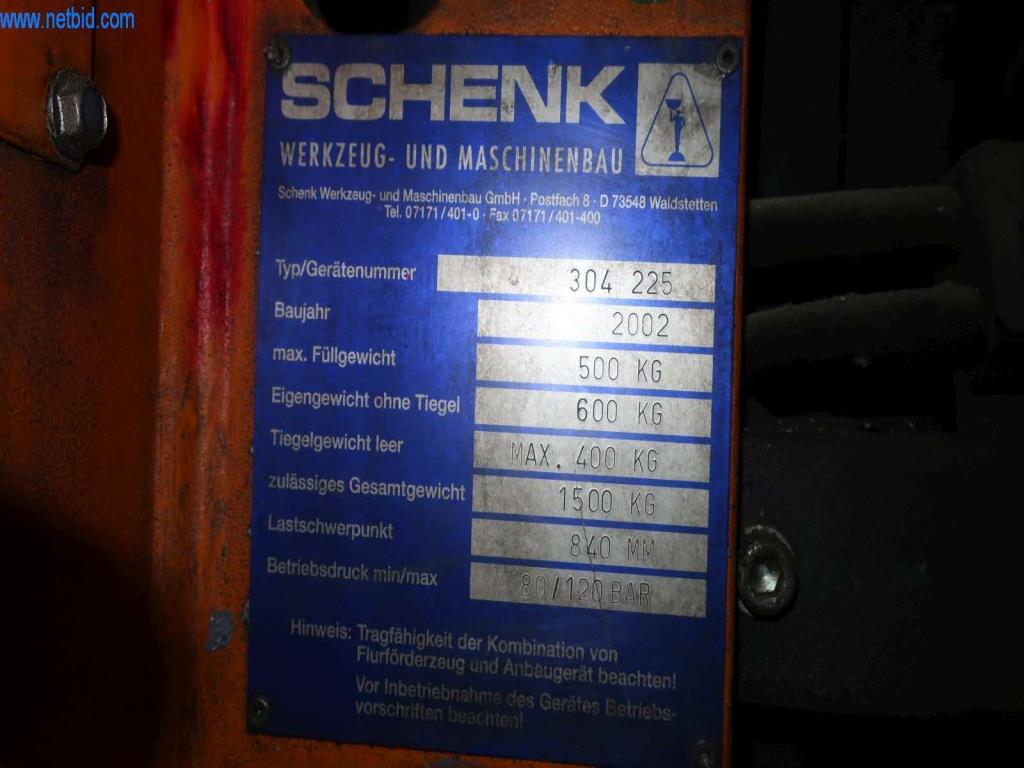 www.netbid.com
SCHENK
WERKZEUG- UND MASCHINENBAU
Schenk Werkzeug- und Maschinenbau GmbH · Postfach 8 · D 73548 Waldstetten
Tel. 07171/401-0 · Fax 07171/401-400
Typ/Gerätenummer 304 225
Baujahr 2002
max. Füllgewicht 500 KG
Eigengewicht ohne Tiegel 600 KG
Tiegelgewicht leer MAX. 400 KG
zulässiges Gesamtgewicht 1500 KG
Lastschwerpunkt 840 MM
Betriebsdruck min/max 80/120 BAR
Hinweis: Tragfähigkeit der Kombination von
Flurförderzeug und Anbaugerät beachten!
Vor Inbetriebnahme des Gerätes Betriebs-
vorschriften beachten!